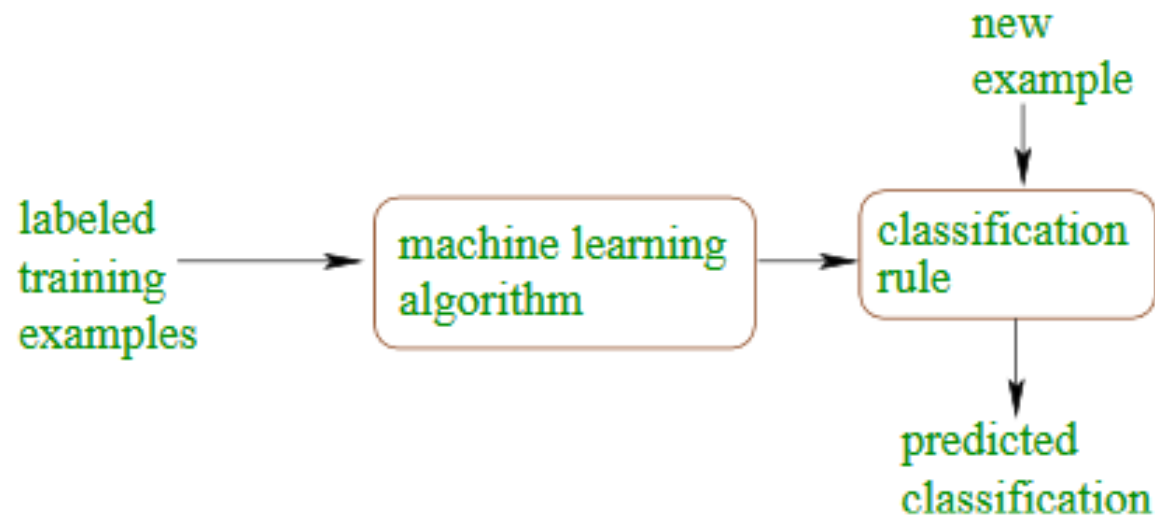 new
example
labeled
training
examples
machine learning
algorithm
classification
rule
predicted
classification